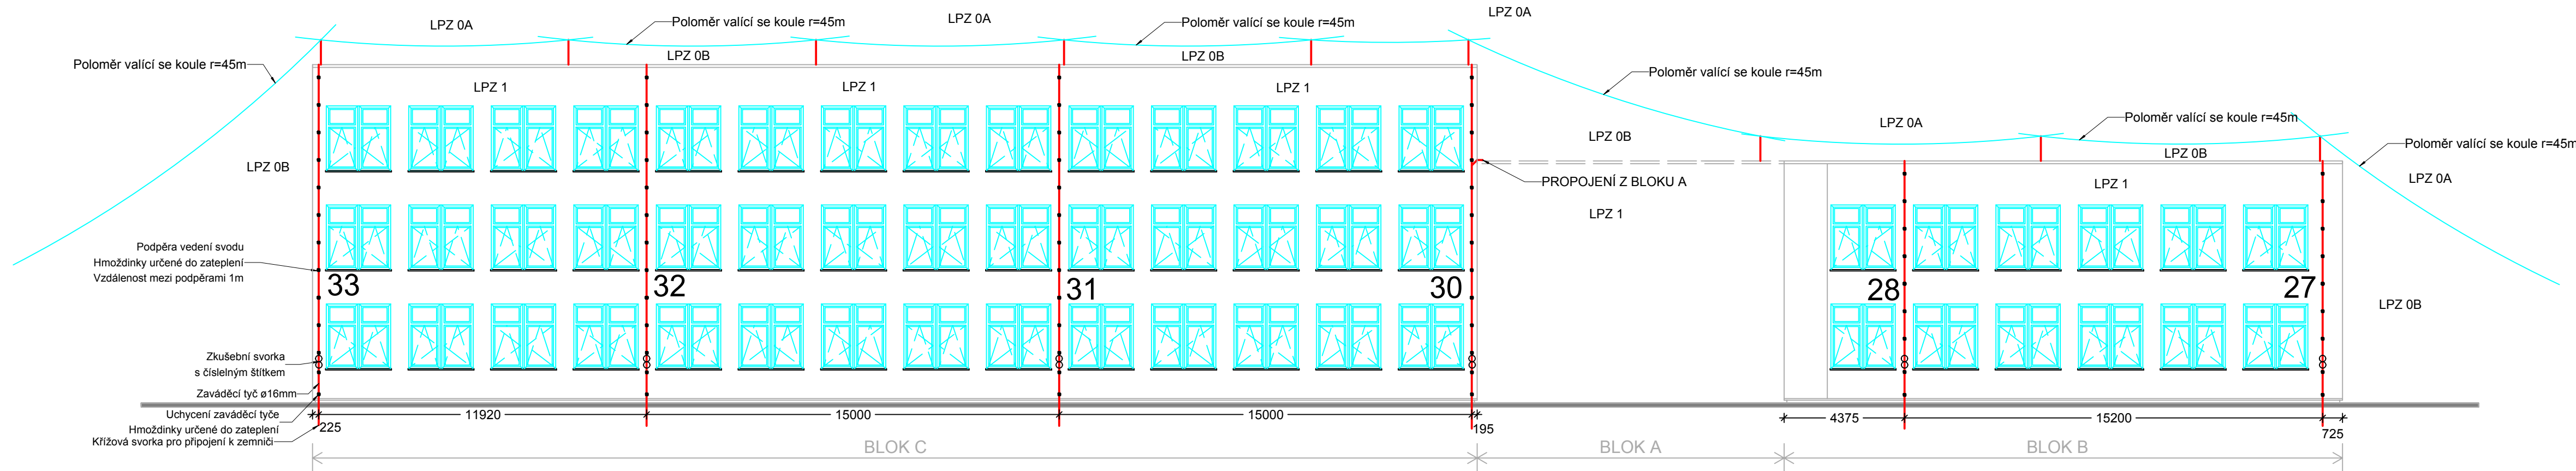 LPZ 0A
Poloměr valící se koule r=45m
LPZ 0A
Poloměr valící se koule r=45m
LPZ 0A
Poloměr valící se koule r=45m
LPZ 0B
LPZ 0B
Poloměr valící se koule r=45m
LPZ 1
LPZ 1
LPZ 1
LPZ 0B
LPZ 0A
Poloměr valící se koule r=45m
Poloměr valící se koule r=45m
LPZ 0B
LPZ 0B
PROPOJENÍ Z BLOKU A
LPZ 1
LPZ 0A
LPZ 1
Podpěra vedení svodu
Hmoždinky určené do zateplení
Vzdálenost mezi podpěrami 1m
33
32
31
30
28
27
LPZ 0B
Zkušební svorka
s číselným štítkem
Zaváděcí tyč ø16mm
Uchycení zaváděcí tyče
Hmoždinky určené do zateplení
Křížová svorka pro připojení k zemniči
225
11920
15000
15000
195
4375
15200
725
BLOK C
BLOK A
BLOK B